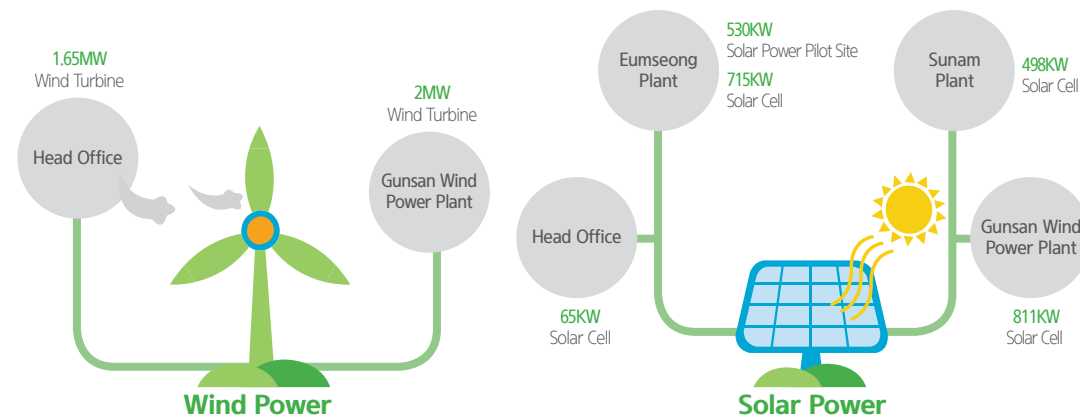 1.65MW
Wind Turbine
Head Office
2MW
Wind Turbine
Gunsan Wind
Power Plant
Wind Power
Eumseong
Plant
530KW
Solar Power Pilot Site
715KW
Solar Cell
Sunam
Plant
498KW
Solar Cell
Head Office
65KW
Solar Cell
Gunsan Wind
Power Plant
811KW
Solar Cell
Solar Power